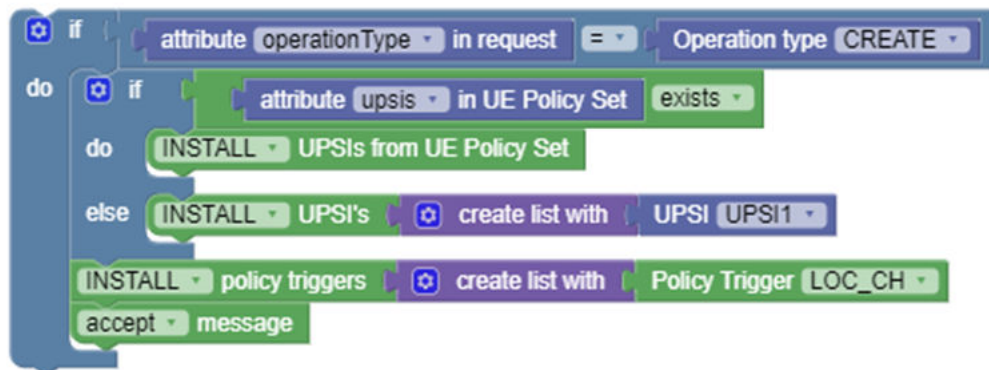 if attribute operationType in request = Operation type CREATE
do if attribute upsis in UE Policy Set exists
do INSTALL UPSIs from UE Policy Set
else INSTALL UPSI's create list with UPSI UPSI1
INSTALL policy triggers create list with Policy Trigger LOC_CH
accept message